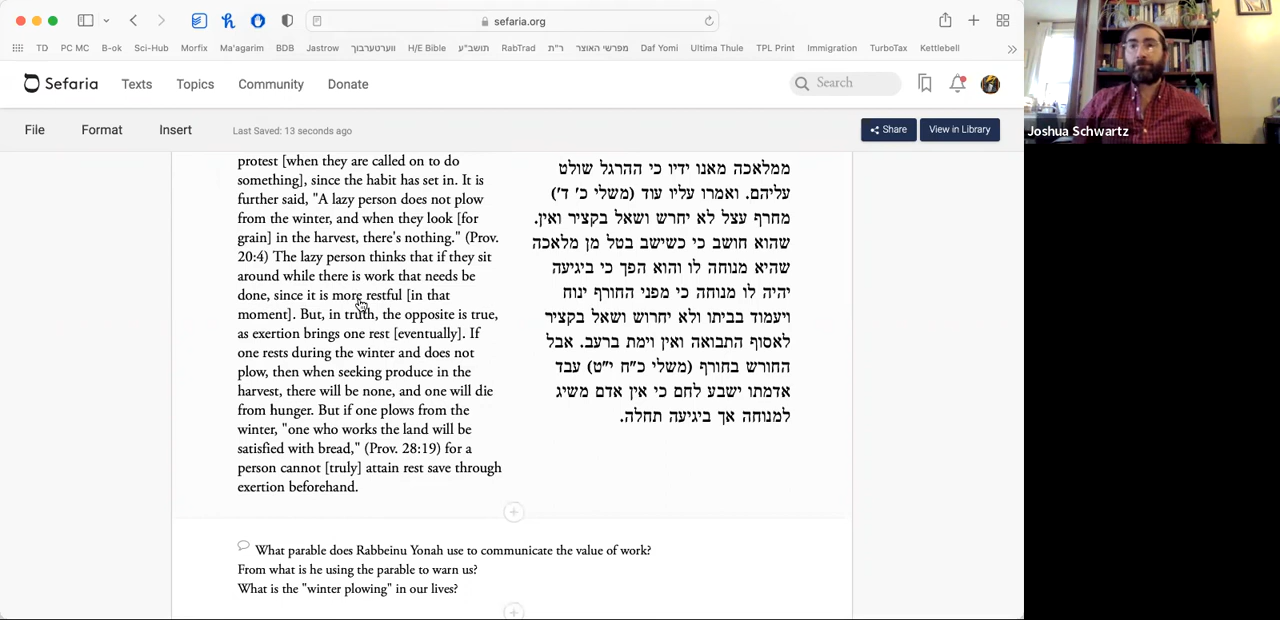 sefaria.org
TD PC MC B-ok Sci-Hub Morfix Ma'agarim BDB Jastrow ווערטערבוך H/E Bible תושב"ע RabTrad ר"ת מפרשי האוצר Daf Yomi Ultima Thule TPL Print Immigration TurboTax Kettlebell
Sefaria Texts Topics Community Donate Search
File Format Insert Last Saved: 13 seconds ago Share View in Library
Joshua Schwartz
protest [when they are called on to do
something], since the habit has set in. It is
further said, "A lazy person does not plow
from the winter, and when they look [for
grain] in the harvest, there's nothing." (Prov.
20:4) The lazy person thinks that if they sit
around while there is work that needs be
done, since it is more restful [in that
moment]. But, in truth, the opposite is true,
as exertion brings one rest [eventually]. If
one rests during the winter and does not
plow, then when seeking produce in the
harvest, there will be none, and one will die
from hunger. But if one plows from the
winter, "one who works the land will be
satisfied with bread," (Prov. 28:19) for a
person cannot [truly] attain rest save through
exertion beforehand.
ממלאכה מאנו ידיו כי ההרגל שולט
עליהם. ואמרו עליו עוד (משלי כ' ד')
מחרף עצל לא יחרש ושאל בקציר ואין.
שהוא חושב כי כשישב בטל מן מלאכה
שהיא מנוחה לו והוא הפך כי ביגיעה
יהיה לו מנוחה כי מפני החורף ינוח
ויעמוד בביתו ולא יחרוש ושאל בקציר
לאסוף התבואה ואין וימת ברעב. אבל
החורש בחורף (משלי כ"ח י"ט) עבד
אדמתו ישבע לחם כי אין אדם משיג
למנוחה אך ביגיעה תחלה.
What parable does Rabbeinu Yonah use to communicate the value of work?
From what is he using the parable to warn us?
What is the "winter plowing" in our lives?